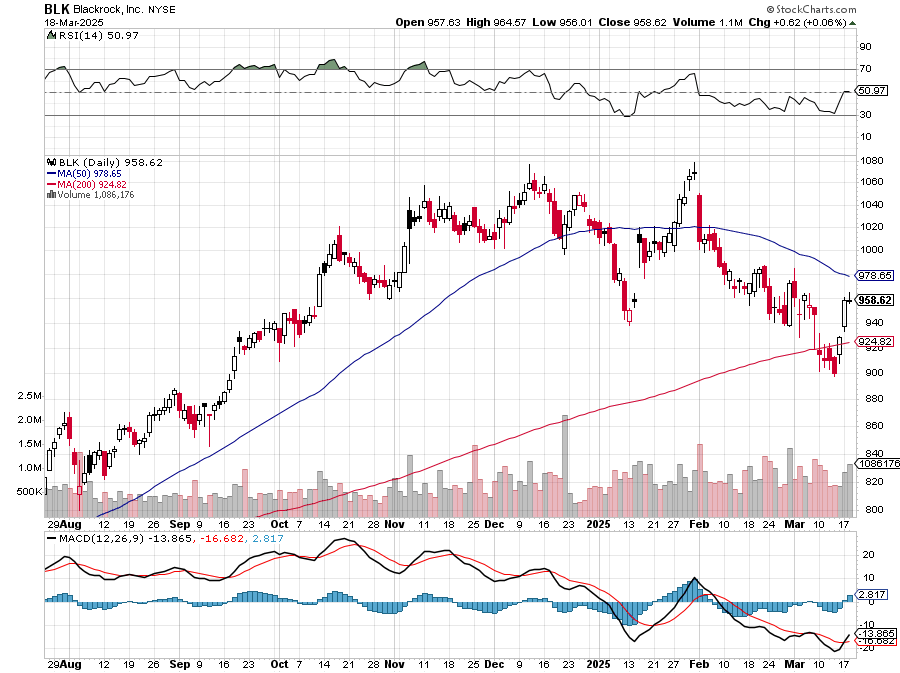 BLK Blackrock, Inc. NYSE
© StockCharts.com
18-Mar-2025
Open 957.63 High 964.57 Low 956.01 Close 958.62 Volume 1.1M Chg +0.62 (+0.06%)
RSI(14) 50.97
90
70
50.97
30
10
BLK (Daily) 958.62
MA(50) 978.65
MA(200) 924.82
Volume 1,086,176
1080
1060
1040
1020
1000
978.65
958.62
940
924.82
920
900
880
860
840
820
800
2.5M
2.0M
1.5M
1.0M
500K
1086176
29 Aug 12 19 26 Sep 9 16 23 Oct 7 14 21 28 Nov 11 18 25 Dec 9 16 23 2025 13 21 27 Feb 10 18 24 Mar 10 17
MACD(12,26,9) -13.865, -16.682, 2.817
20
10
2.817
0
-10
-13.865
-16.682
-20
29 Aug 12 19 26 Sep 9 16 23 Oct 7 14 21 28 Nov 11 18 25 Dec 9 16 23 2025 13 21 27 Feb 10 18 24 Mar 10 17